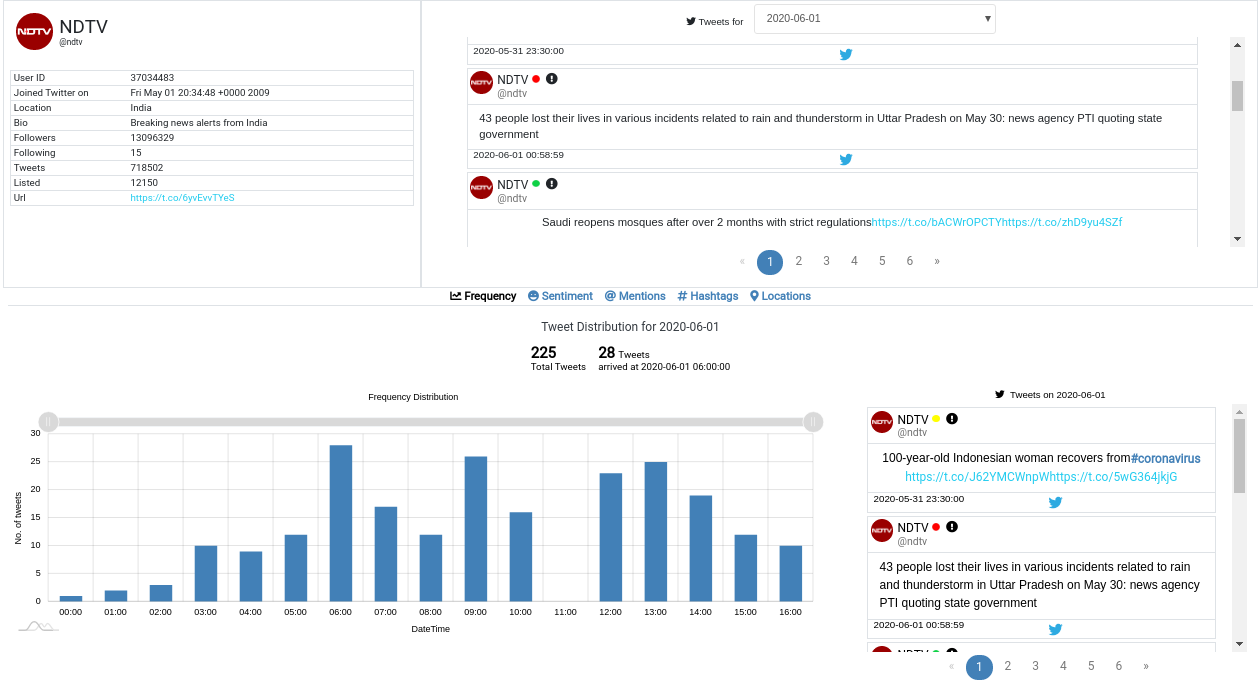 NDTV
NDTV
@ndtv
User ID 37034483
Joined Twitter on Fri May 01 20:34:48 +0000 2009
Location India
Bio Breaking news alerts from India
Followers 13096329
Following 15
Tweets 718502
Listed 12150
Url https://t.co/6yvEvvTYeS
Tweets for 2020-06-01
2020-05-31 23:30:00
NDTV
NDTV
@ndtv
43 people lost their lives in various incidents related to rain and thunderstorm in Uttar Pradesh on May 30: news agency PTI quoting state
government
2020-06-01 00:58:59
NDTV
NDTV
@ndtv
Saudi reopens mosques after over 2 months with strict regulationshttps://t.co/bACWrOPCTYhttps://t.co/zhD9yu4SZf
« 1 2 3 4 5 6 »
Frequency Sentiment Mentions Hashtags Locations
Tweet Distribution for 2020-06-01
225 28 Tweets
Total Tweets arrived at 2020-06-01 06:00:00
Frequency Distribution
30
25
20
15
10
5
0
No. of tweets
00:00 01:00 02:00 03:00 04:00 05:00 06:00 07:00 08:00 09:00 10:00 11:00 12:00 13:00 14:00 15:00 16:00
DateTime
Tweets on 2020-06-01
NDTV
NDTV
@ndtv
100-year-old Indonesian woman recovers from#coronavirus
https://t.co/J62YMCWnpWhttps://t.co/5wG364jkjG
2020-05-31 23:30:00
NDTV
NDTV
@ndtv
43 people lost their lives in various incidents related to rain
and thunderstorm in Uttar Pradesh on May 30: news agency
PTI quoting state government
2020-06-01 00:58:59
NDTV
« 1 2 3 4 5 6 »